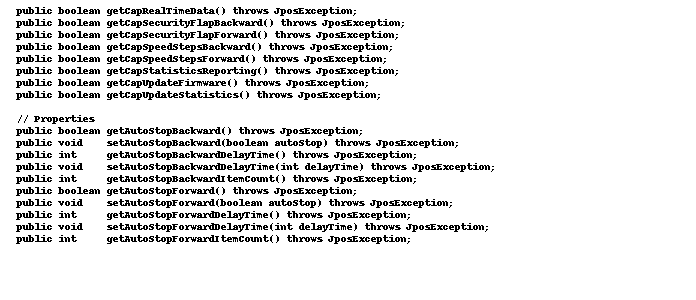 public boolean getCapRealTimeData() throws JposException;
public boolean getCapSecurityFlapBackward() throws JposException;
public boolean getCapSecurityFlapForward() throws JposException;
public boolean getCapSpeedStepsBackward() throws JposException;
public boolean getCapSpeedStepsForward() throws JposException;
public boolean getCapStatisticsReporting() throws JposException;
public boolean getCapUpdateFirmware() throws JposException;
public boolean getCapUpdateStatistics() throws JposException;
// Properties
public boolean getAutoStopBackward() throws JposException;
public void    setAutoStopBackward(boolean autoStop) throws JposException;
public int     getAutoStopBackwardDelayTime() throws JposException;
public void    setAutoStopBackwardDelayTime(int delayTime) throws JposException;
public int     getAutoStopBackwardItemCount() throws JposException;
public boolean getAutoStopForward() throws JposException;
public void    setAutoStopForward(boolean autoStop) throws JposException;
public int     getAutoStopForwardDelayTime() throws JposException;
public void    setAutoStopForwardDelayTime(int delayTime) throws JposException;
public int     getAutoStopForwardItemCount() throws JposException;